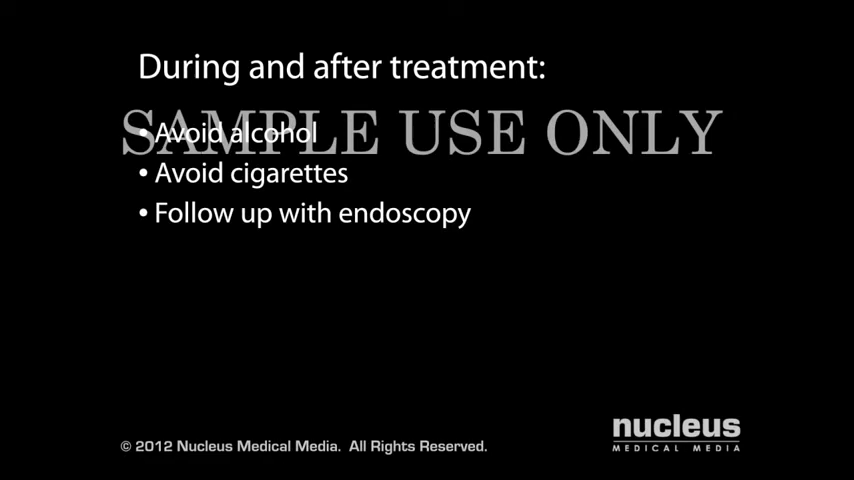 During and after treatment:
SAMPLE USE ONLY
• Avoid alcohol
• Avoid cigarettes
• Follow up with endoscopy
nucleus
MEDICAL MEDIA
© 2012 Nucleus Medical Media. All Rights Reserved.